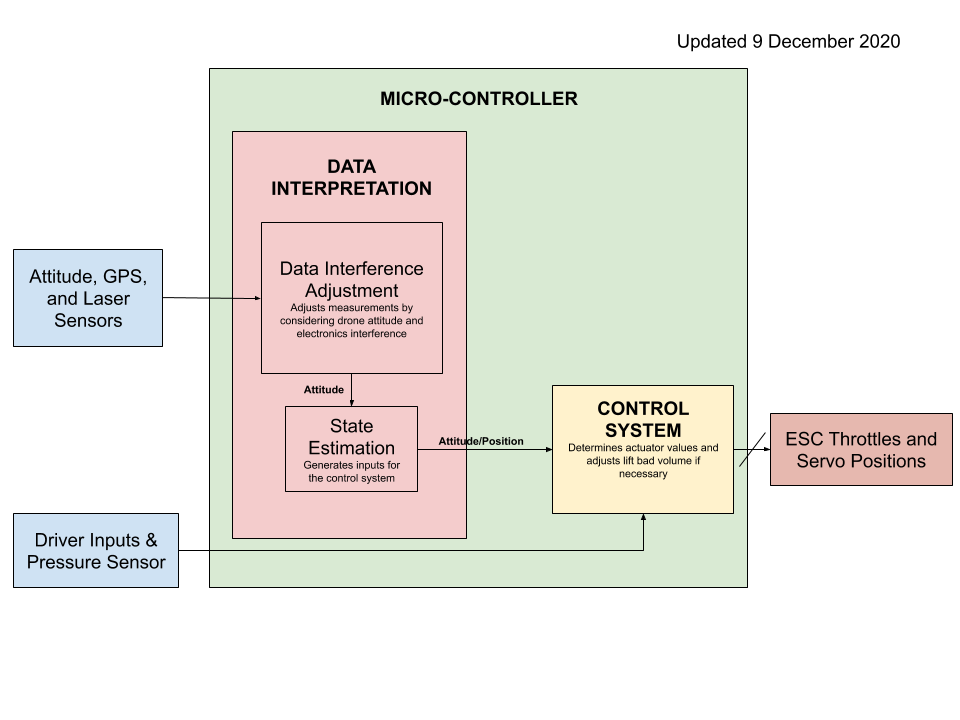 Updated 9 December 2020
MICRO-CONTROLLER
DATA
INTERPRETATION
Data Interference
Adjustment
Adjusts measurements by
considering drone attitude and
electronics interference
Attitude, GPS,
and Laser
Sensors
Attitude
State
Estimation
Generates inputs for
the control system
Attitude/Position
CONTROL
SYSTEM
Determines actuator values and
adjusts lift bad volume if
necessary
ESC Throttles and
Servo Positions
Driver Inputs &
Pressure Sensor